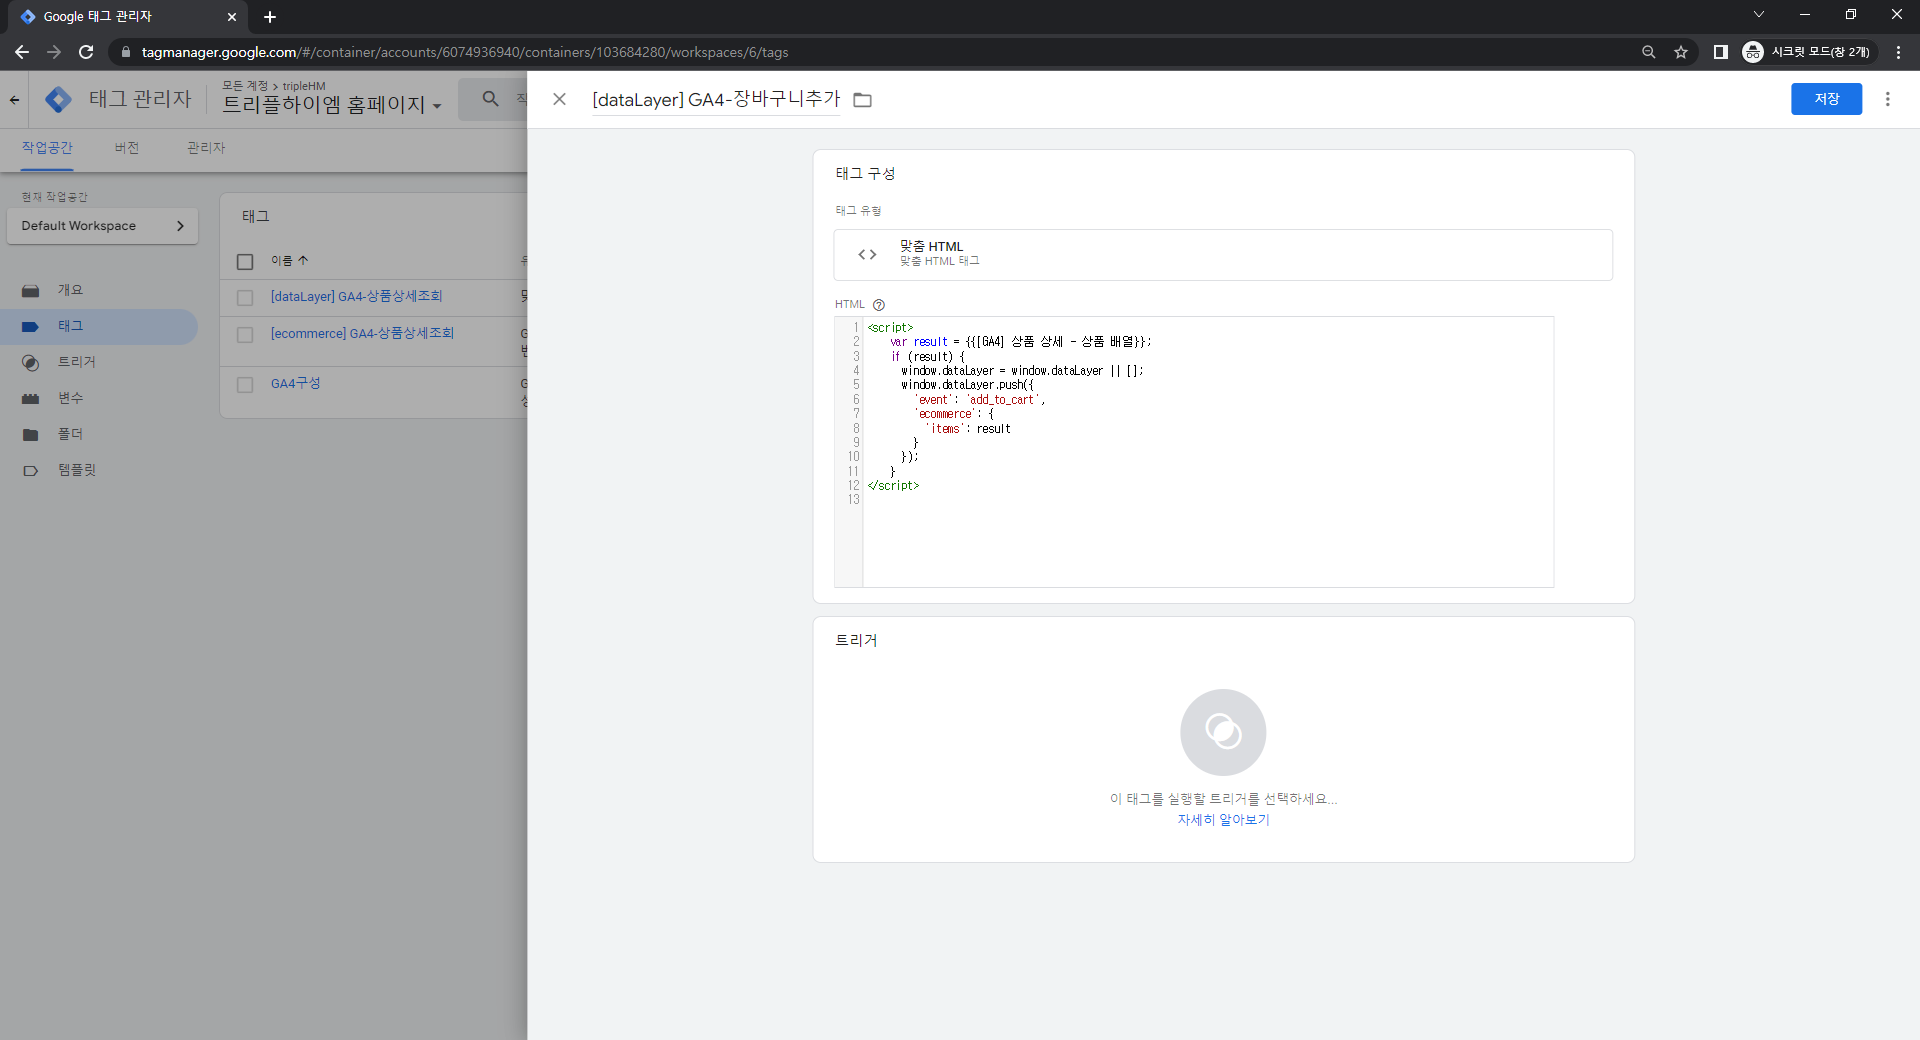 Google 태그 관리자
tagmanager.google.com/#/container/accounts/6074936940/containers/103684280/workspaces/6/tags
시크릿 모드(창 2개)
태그 관리자
모든 계정 > tripleHM
트리플하이엠 홈페이지
[dataLayer] GA4-장바구니추가
저장
작업공간
버전
관리자
현재 작업공간
Default Workspace
개요
태그
트리거
변수
폴더
템플릿
태그
이름
[dataLayer] GA4-상품상세조회
[ecommerce] GA4-상품상세조회
GA4구성
태그 구성
태그 유형
맞춤 HTML
맞춤 HTML 태그
HTML
1 <script>
2 var result = {{[GA4] 상품 상세 - 상품 배열}};
3 if (result) {
4 window.dataLayer = window.dataLayer || [];
5 window.dataLayer.push({
6 'event': 'add_to_cart',
7 'ecommerce': {
8 'items': result
9 }
10 });
11 }
12 </script>
13
트리거
이 태그를 실행할 트리거를 선택하세요...
자세히 알아보기